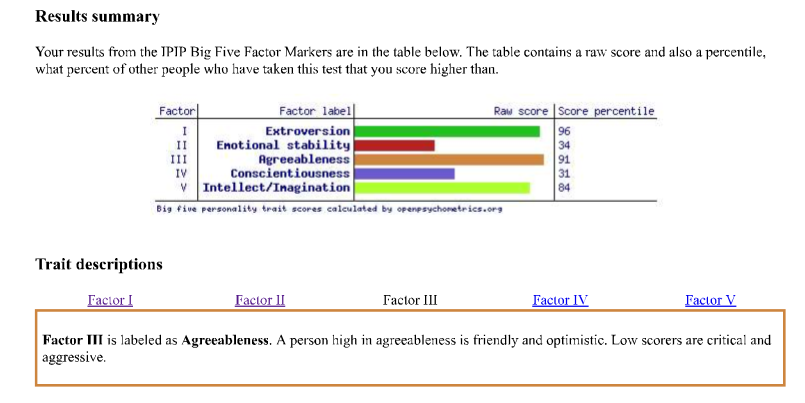 Results summary
Your results from the IPIP Big Five Factor Markers are in the table below. The table contains a raw score and also a percentile,
what percent of other people who have taken this test that you score higher than.
Factor Factor label Raw score Score percentile
I Extroversion 96
II Emotional stability 34
III Agreeableness 91
IV Conscientiousness 31
V Intellect/Imagination 84
Big five personality trait scores calculated by openpsychometrics.org
Trait descriptions
Factor I Factor II Factor III Factor IV Factor V
Factor III is labeled as Agreeableness. A person high in agreeableness is friendly and optimistic. Low scorers are critical and
aggressive.